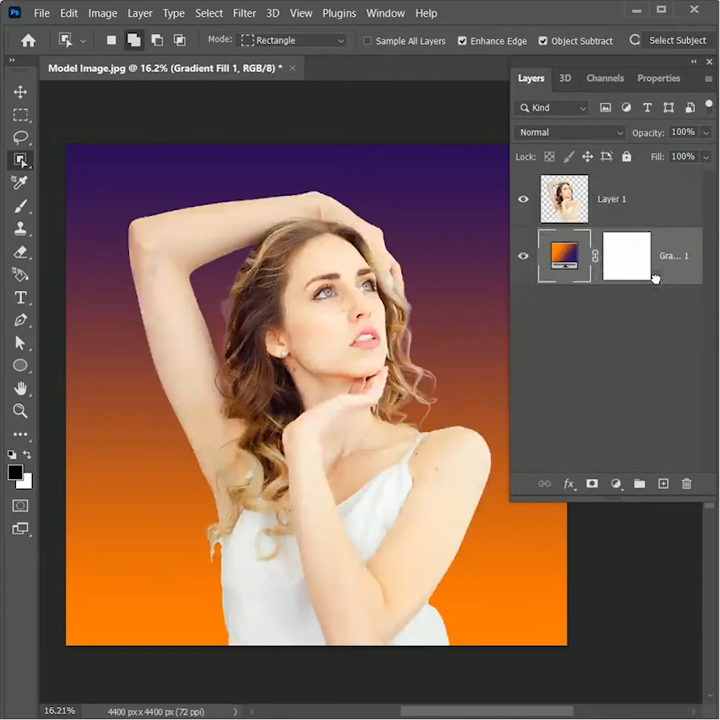 Ps File Edit Image Layer Type Select Filter 3D View Plugins Window Help
Mode: Rectangle Sample All Layers Enhance Edge Object Subtract Select Subject
Model Image.jpg @ 16.2% (Gradient Fill 1, RGB/8) *
Layers 3D Channels Properties
Kind
Normal Opacity: 100%
Lock: Fill: 100%
Layer 1
Gra... 1
fx
16.21% 4400 px x 4400 px (72 ppi)